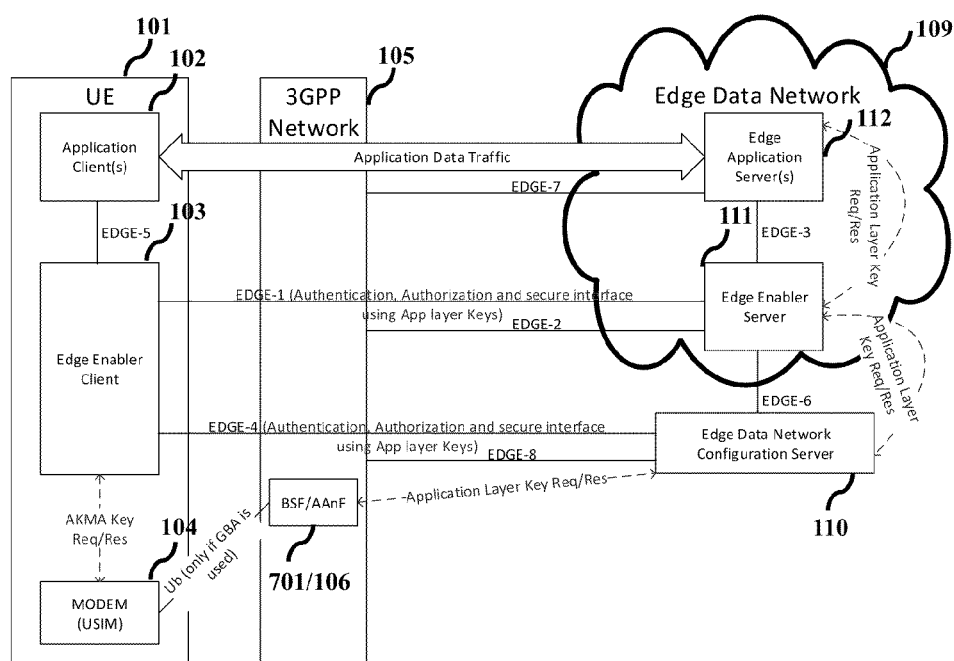 101
102
105
109
UE
3GPP
Network
Edge Data Network
112
Application
Client(s)
Application Data Traffic
Edge
Application
Server(s)
EDGE-7
103
111
EDGE-5
EDGE-3
Application Layer Key
Req/Res
EDGE-1 (Authentication, Authorization and secure interface
using App layer Keys)
EDGE-2
Edge Enabler
Server
Edge Enabler
Client
Application Layer
Key Req/Res
EDGE-6
EDGE-4 (Authentication, Authorization and secure interface
using App layer Keys)
EDGE-8
Edge Data Network
Configuration Server
110
Application Layer Key Req/Res
BSF/AAnF
AKMA Key
Req/Res
104
Ub (only if GBA is
used)
701/106
MODEM
(USIM)